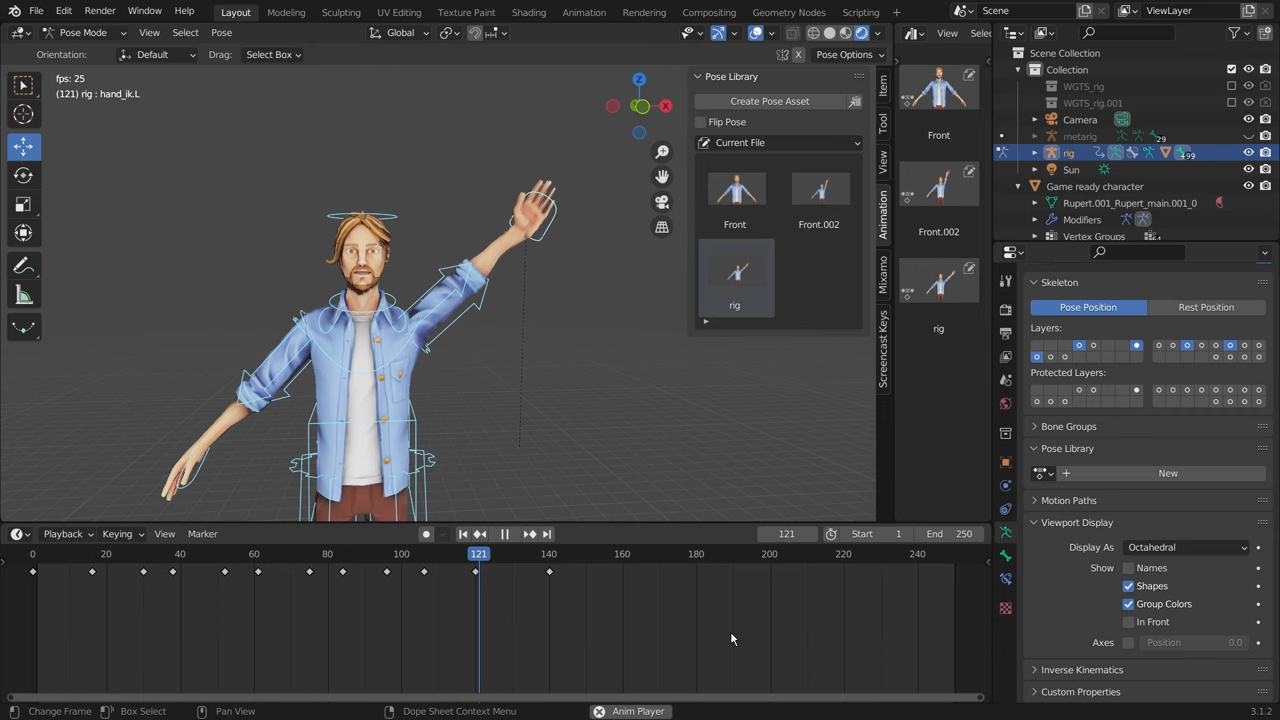 File Edit Render Window Help Layout Modeling Sculpting UV Editing Texture Paint Shading Animation Rendering Compositing Geometry Nodes Scripting Scene ViewLayer
Pose Mode View Select Pose Global View
Orientation: Default Drag: Select Box X Pose Options
fps: 25
(121) rig : hand_ik.L
Z
X
Pose Library
Create Pose Asset
Flip Pose
Current File
Front Front.002
rig
Item
Tool
View
Animation
Mixamo
Screencast Keys
Front
Front.002
rig
Scene Collection
Collection
WGTS_rig
WGTS_rig.001
Camera
metarig 29
rig 99
Sun
Game ready character
Rupert.001_Rupert_main.001_0
Modifiers
Vertex Groups
Skeleton
Pose Position Rest Position
Layers:
Protected Layers:
Bone Groups
Pose Library
New
Motion Paths
Viewport Display
Display As Octahedral
Show Names
Shapes
Group Colors
In Front
Axes Position 0.0
Inverse Kinematics
Custom Properties
Playback Keying View Marker 121 Start 1 End 250
0 20 40 60 80 100 121 140 160 180 200 220 240
Change Frame Box Select Pan View Dope Sheet Context Menu Anim Player 3.1.2